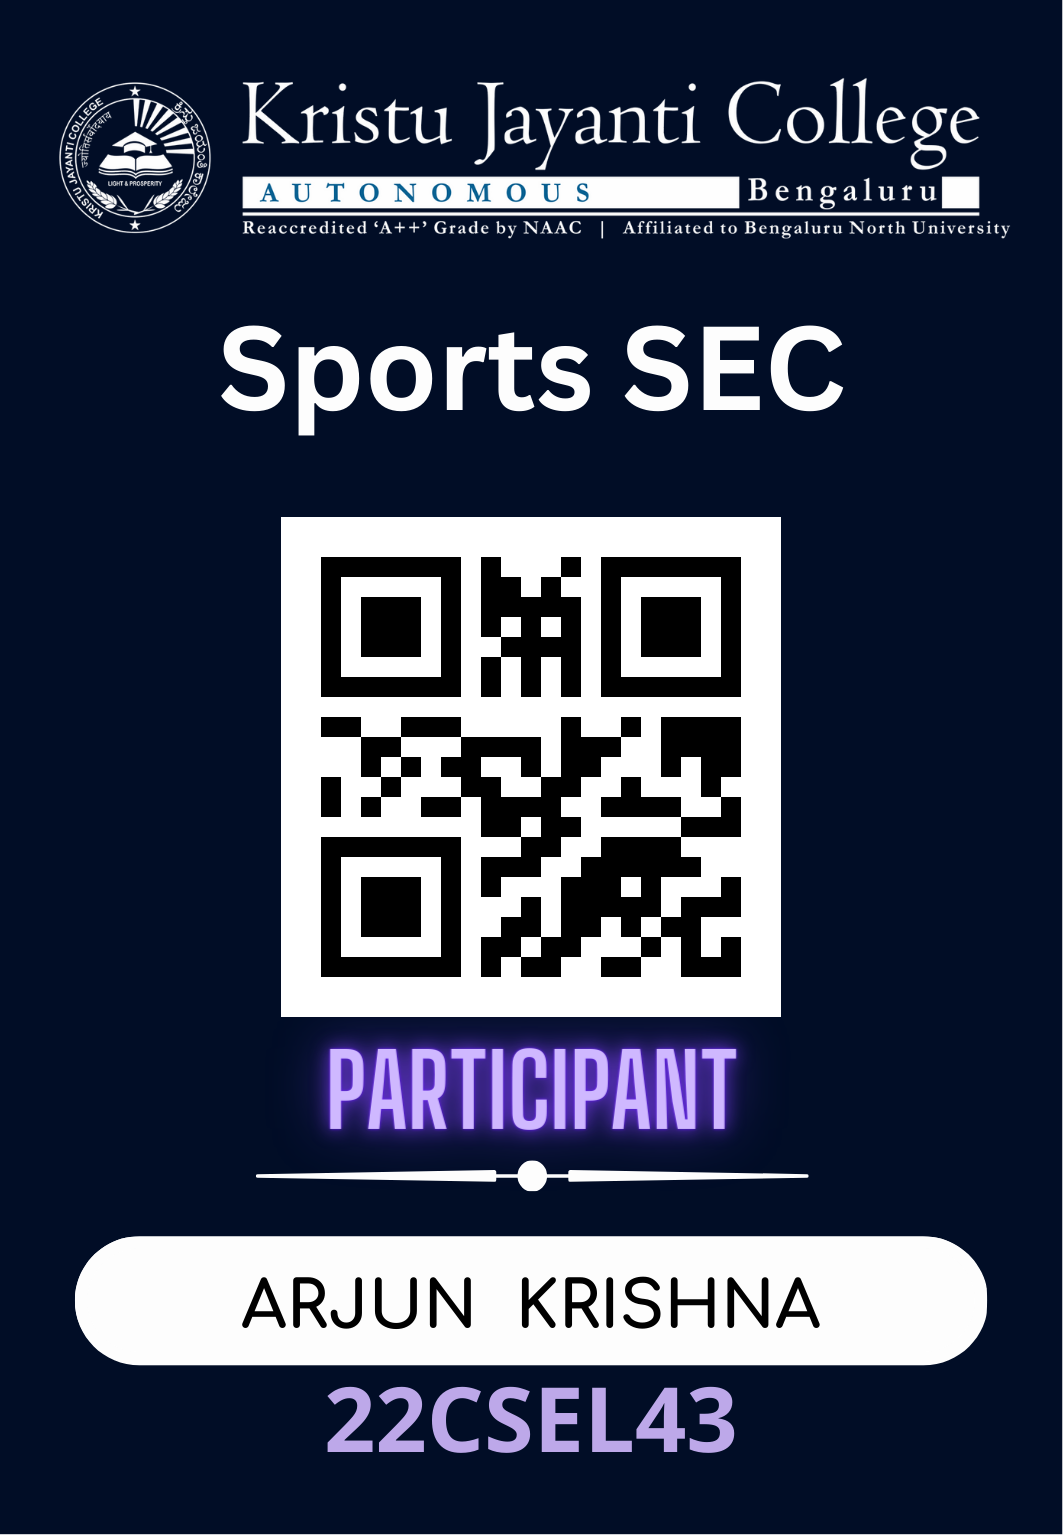 KRISTU JAYANTI COLLEGE
ಕ್ರಿಸ್ತು ಜಯಂತಿ ಕಾಲೇಜು
LIGHT & PROSPERITY
Kristu Jayanti College
AUTONOMOUS Bengaluru
Reaccredited ‘A++’ Grade by NAAC | Affiliated to Bengaluru North University
Sports SEC
PARTICIPANT
ARJUN KRISHNA
22CSEL43